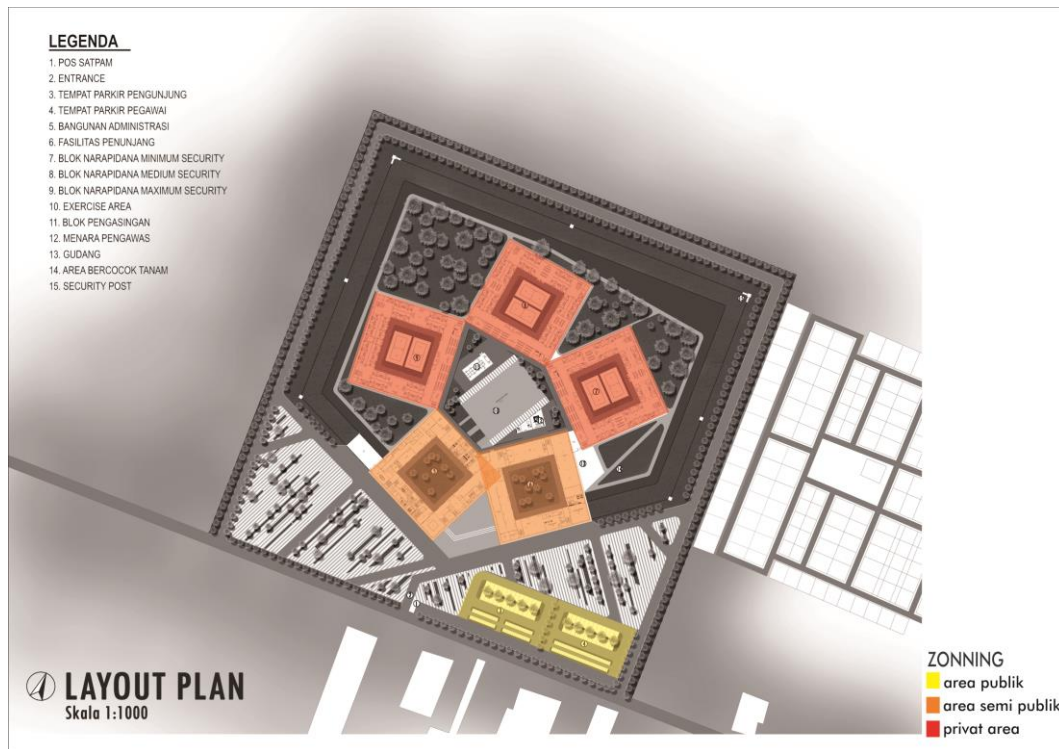 LEGENDA
1. POS SATPAM
2. ENTRANCE
3. TEMPAT PARKIR PENGUNJUNG
4. TEMPAT PARKIR PEGAWAI
5. BANGUNAN ADMINISTRASI
6. FASILITAS PENUNJANG
7. BLOK NARAPIDANA MINIMUM SECURITY
8. BLOK NARAPIDANA MEDIUM SECURITY
9. BLOK NARAPIDANA MAXIMUM SECURITY
10. EXERCISE AREA
11. BLOK PENGASINGAN
12. MENARA PENGAWAS
13. GUDANG
14. AREA BERCOCOK TANAM
15. SECURITY POST
LAYOUT PLAN
Skala 1:1000
ZONNING
area publik
area semi publik
privat area